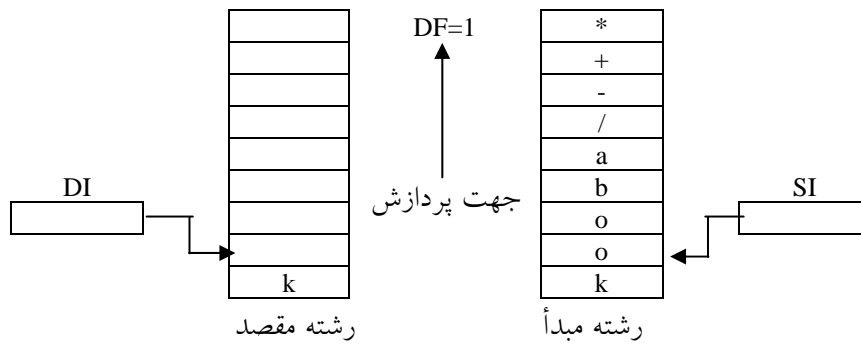 DF=1
*
+
-
/
a
b
o
o
k
DI
جهت پردازش
SI
k
رشته مقصد
رشته مبدأ